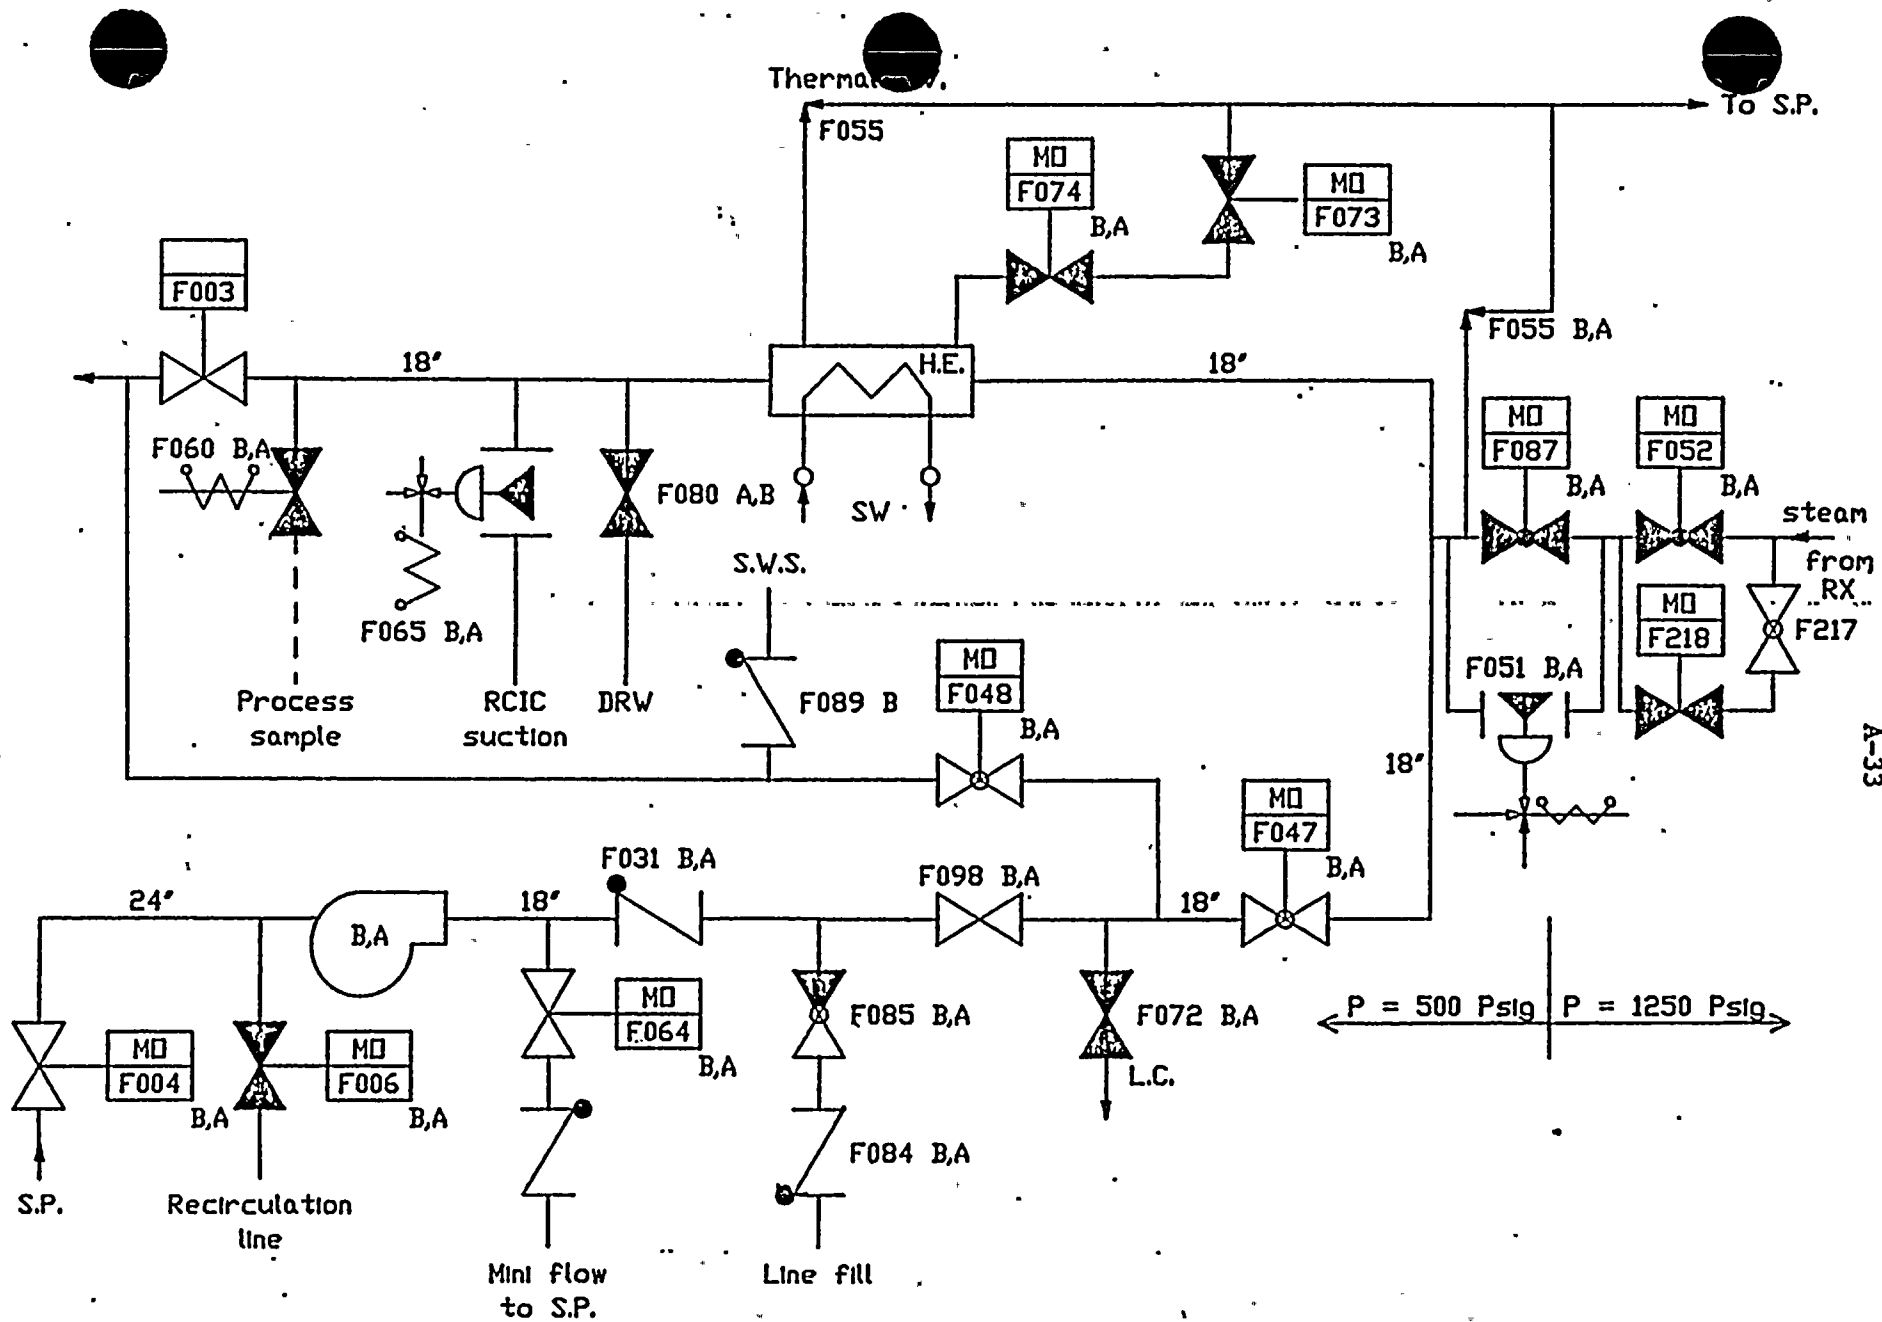 Thermal
To S.P.
F055
MO
F074
B,A
MO
F073
B,A
F003
18"
H.E.
18"
F055 B,A
MO
F087
B,A
MO
F052
B,A
F060 B,A
F080 A,B
SW
steam
from
RX
F065 B,A
S.W.S.
MO
F218
F217
F051 B,A
Process
sample
RCIC
suction
DRW
F089 B
MO
F048
B,A
18"
A-33
MO
F047
B,A
F031 B,A
F098 B,A
24"
B,A
18"
18"
MO
F004
B,A
MO
F006
B,A
MO
F064
B,A
F085 B,A
F072 B,A
L.C.
P = 500 Psig
P = 1250 Psig
F084 B,A
S.P.
Recirculation
line
Mini flow
to S.P.
Line fill